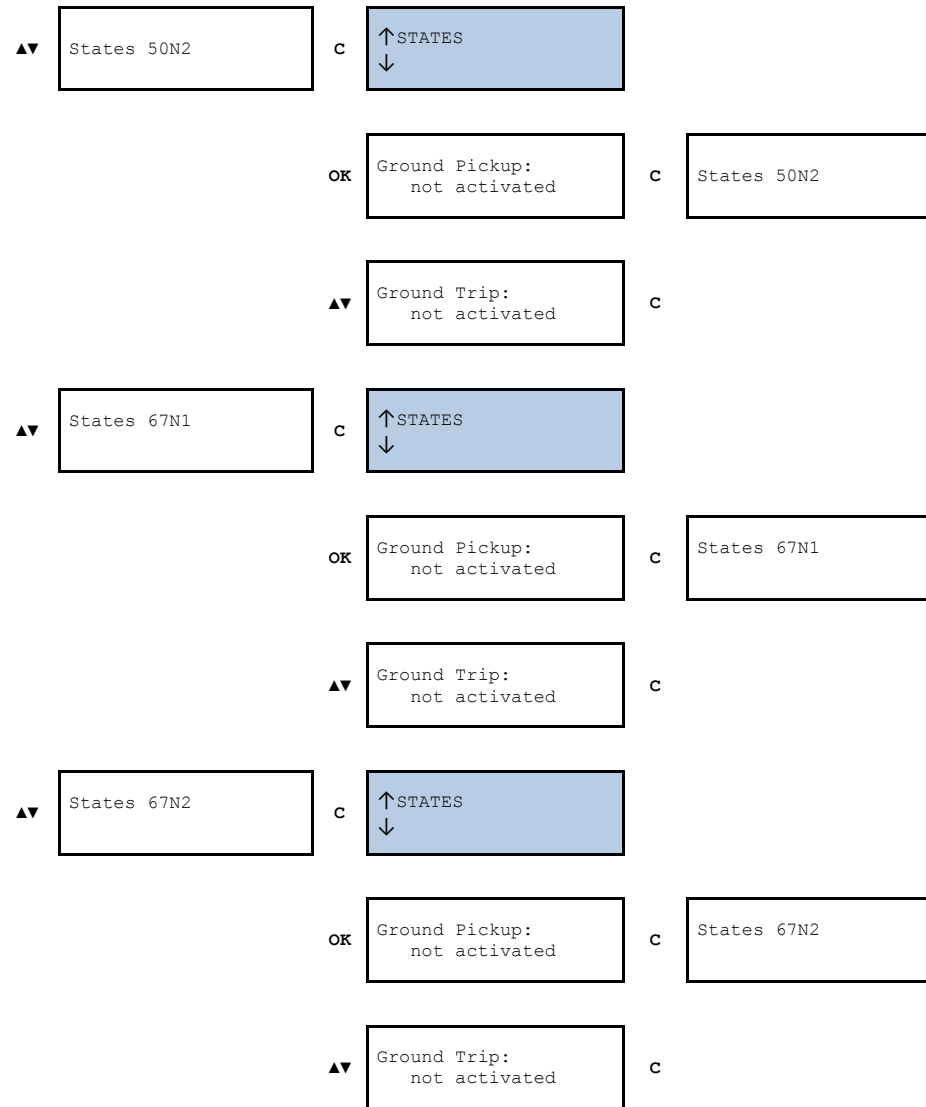 ▲▼ States 50N2 C ↑STATES
↓
OK Ground Pickup:
not activated C States 50N2
▲▼ Ground Trip:
not activated C
▲▼ States 67N1 C ↑STATES
↓
OK Ground Pickup:
not activated C States 67N1
▲▼ Ground Trip:
not activated C
▲▼ States 67N2 C ↑STATES
↓
OK Ground Pickup:
not activated C States 67N2
▲▼ Ground Trip:
not activated C